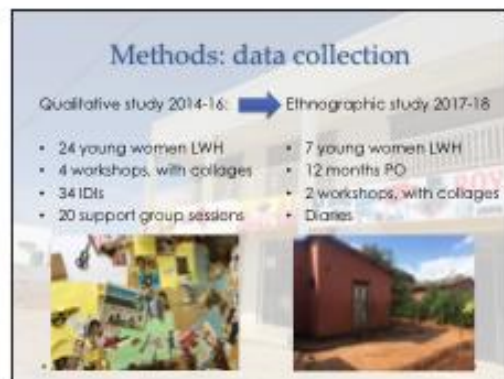 Methods: data collection
Qualitative study 2014-16:
• 24 young women LWH
• 4 workshops, with collages
• 34 IDIs
• 20 support group sessions
Ethnographic study 2017-18
• 7 young women LWH
• 12 months PO
• 2 workshops, with collages
• Diaries